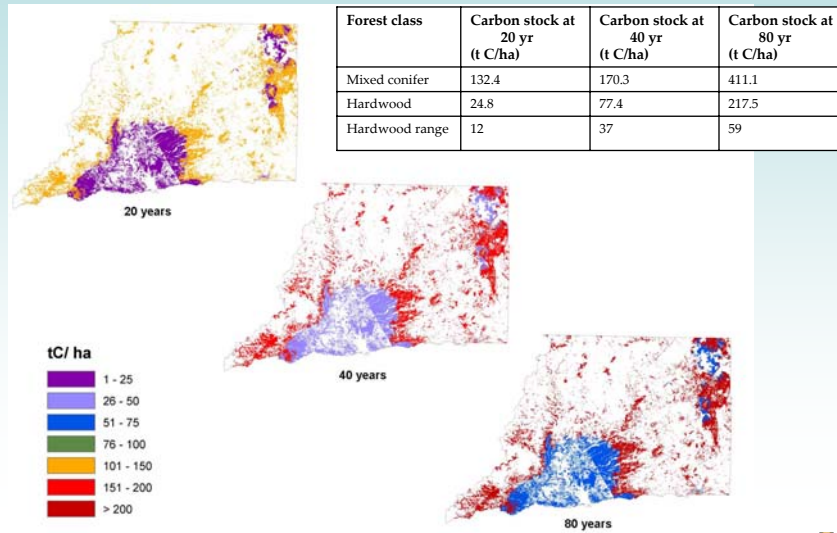 Forest class Carbon stock at 20 yr (t C/ha) Carbon stock at 40 yr (t C/ha) Carbon stock at 80 yr (t C/ha)
Mixed conifer 132.4 170.3 411.1
Hardwood 24.8 77.4 217.5
Hardwood range 12 37 59
20 years
40 years
80 years
tC/ ha
1 - 25
26 - 50
51 - 75
76 - 100
101 - 150
151 - 200
> 200